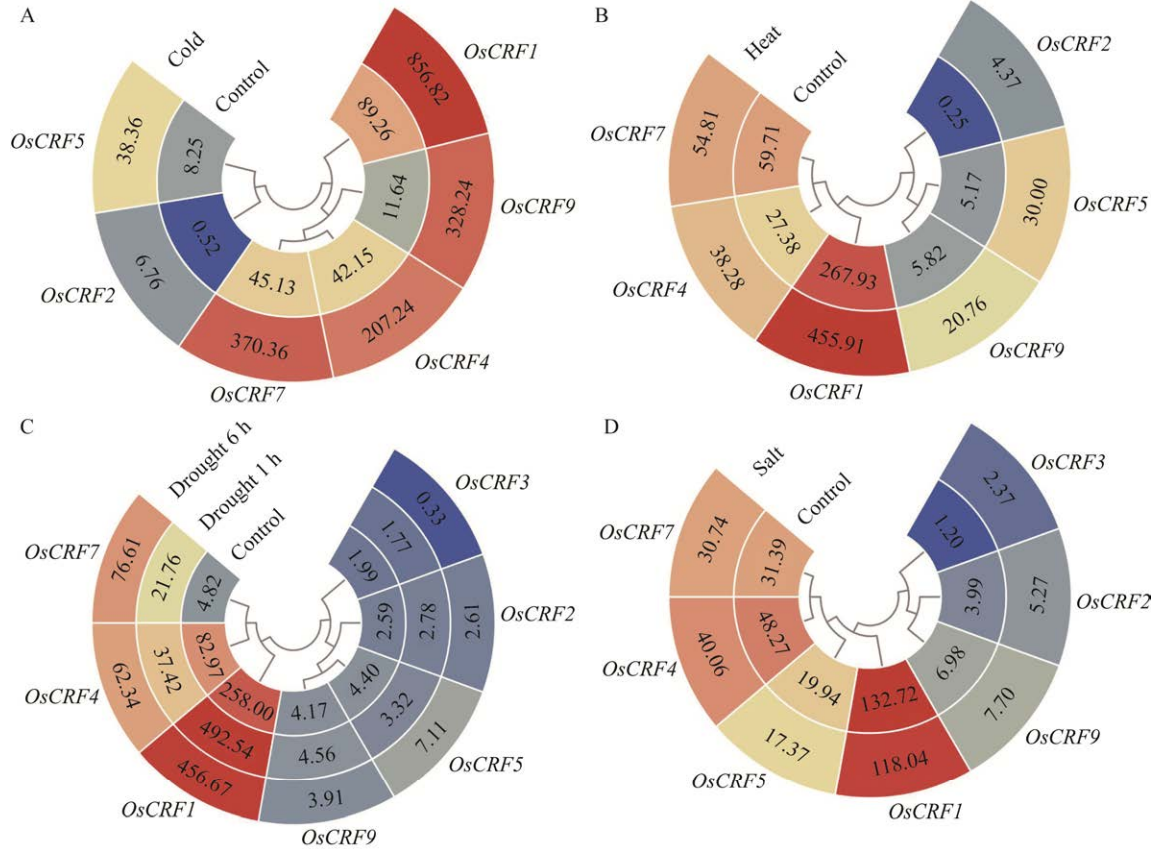 A
Cold
Control
OsCRF1
856.82
89.26
OsCRF9
328.24
11.64
OsCRF4
207.24
42.15
OsCRF7
370.36
45.13
OsCRF2
6.76
0.52
OsCRF5
38.36
8.25
B
Heat
Control
OsCRF2
4.37
0.25
OsCRF5
30.00
5.17
OsCRF9
20.76
5.82
OsCRF1
455.91
267.93
OsCRF4
38.28
27.38
OsCRF7
54.81
59.71
C
Drought 6 h
Drought 1 h
Control
OsCRF3
0.33
1.77
1.99
OsCRF2
2.61
2.78
2.59
OsCRF5
7.11
3.32
4.40
OsCRF9
3.91
4.56
4.17
OsCRF1
456.67
492.54
258.00
OsCRF4
62.34
37.42
82.97
OsCRF7
76.61
21.76
4.82
D
Salt
Control
OsCRF3
2.37
1.20
OsCRF2
5.27
3.99
OsCRF9
7.70
6.98
OsCRF1
118.04
132.72
OsCRF5
17.37
19.94
OsCRF4
40.06
48.27
OsCRF7
30.74
31.39